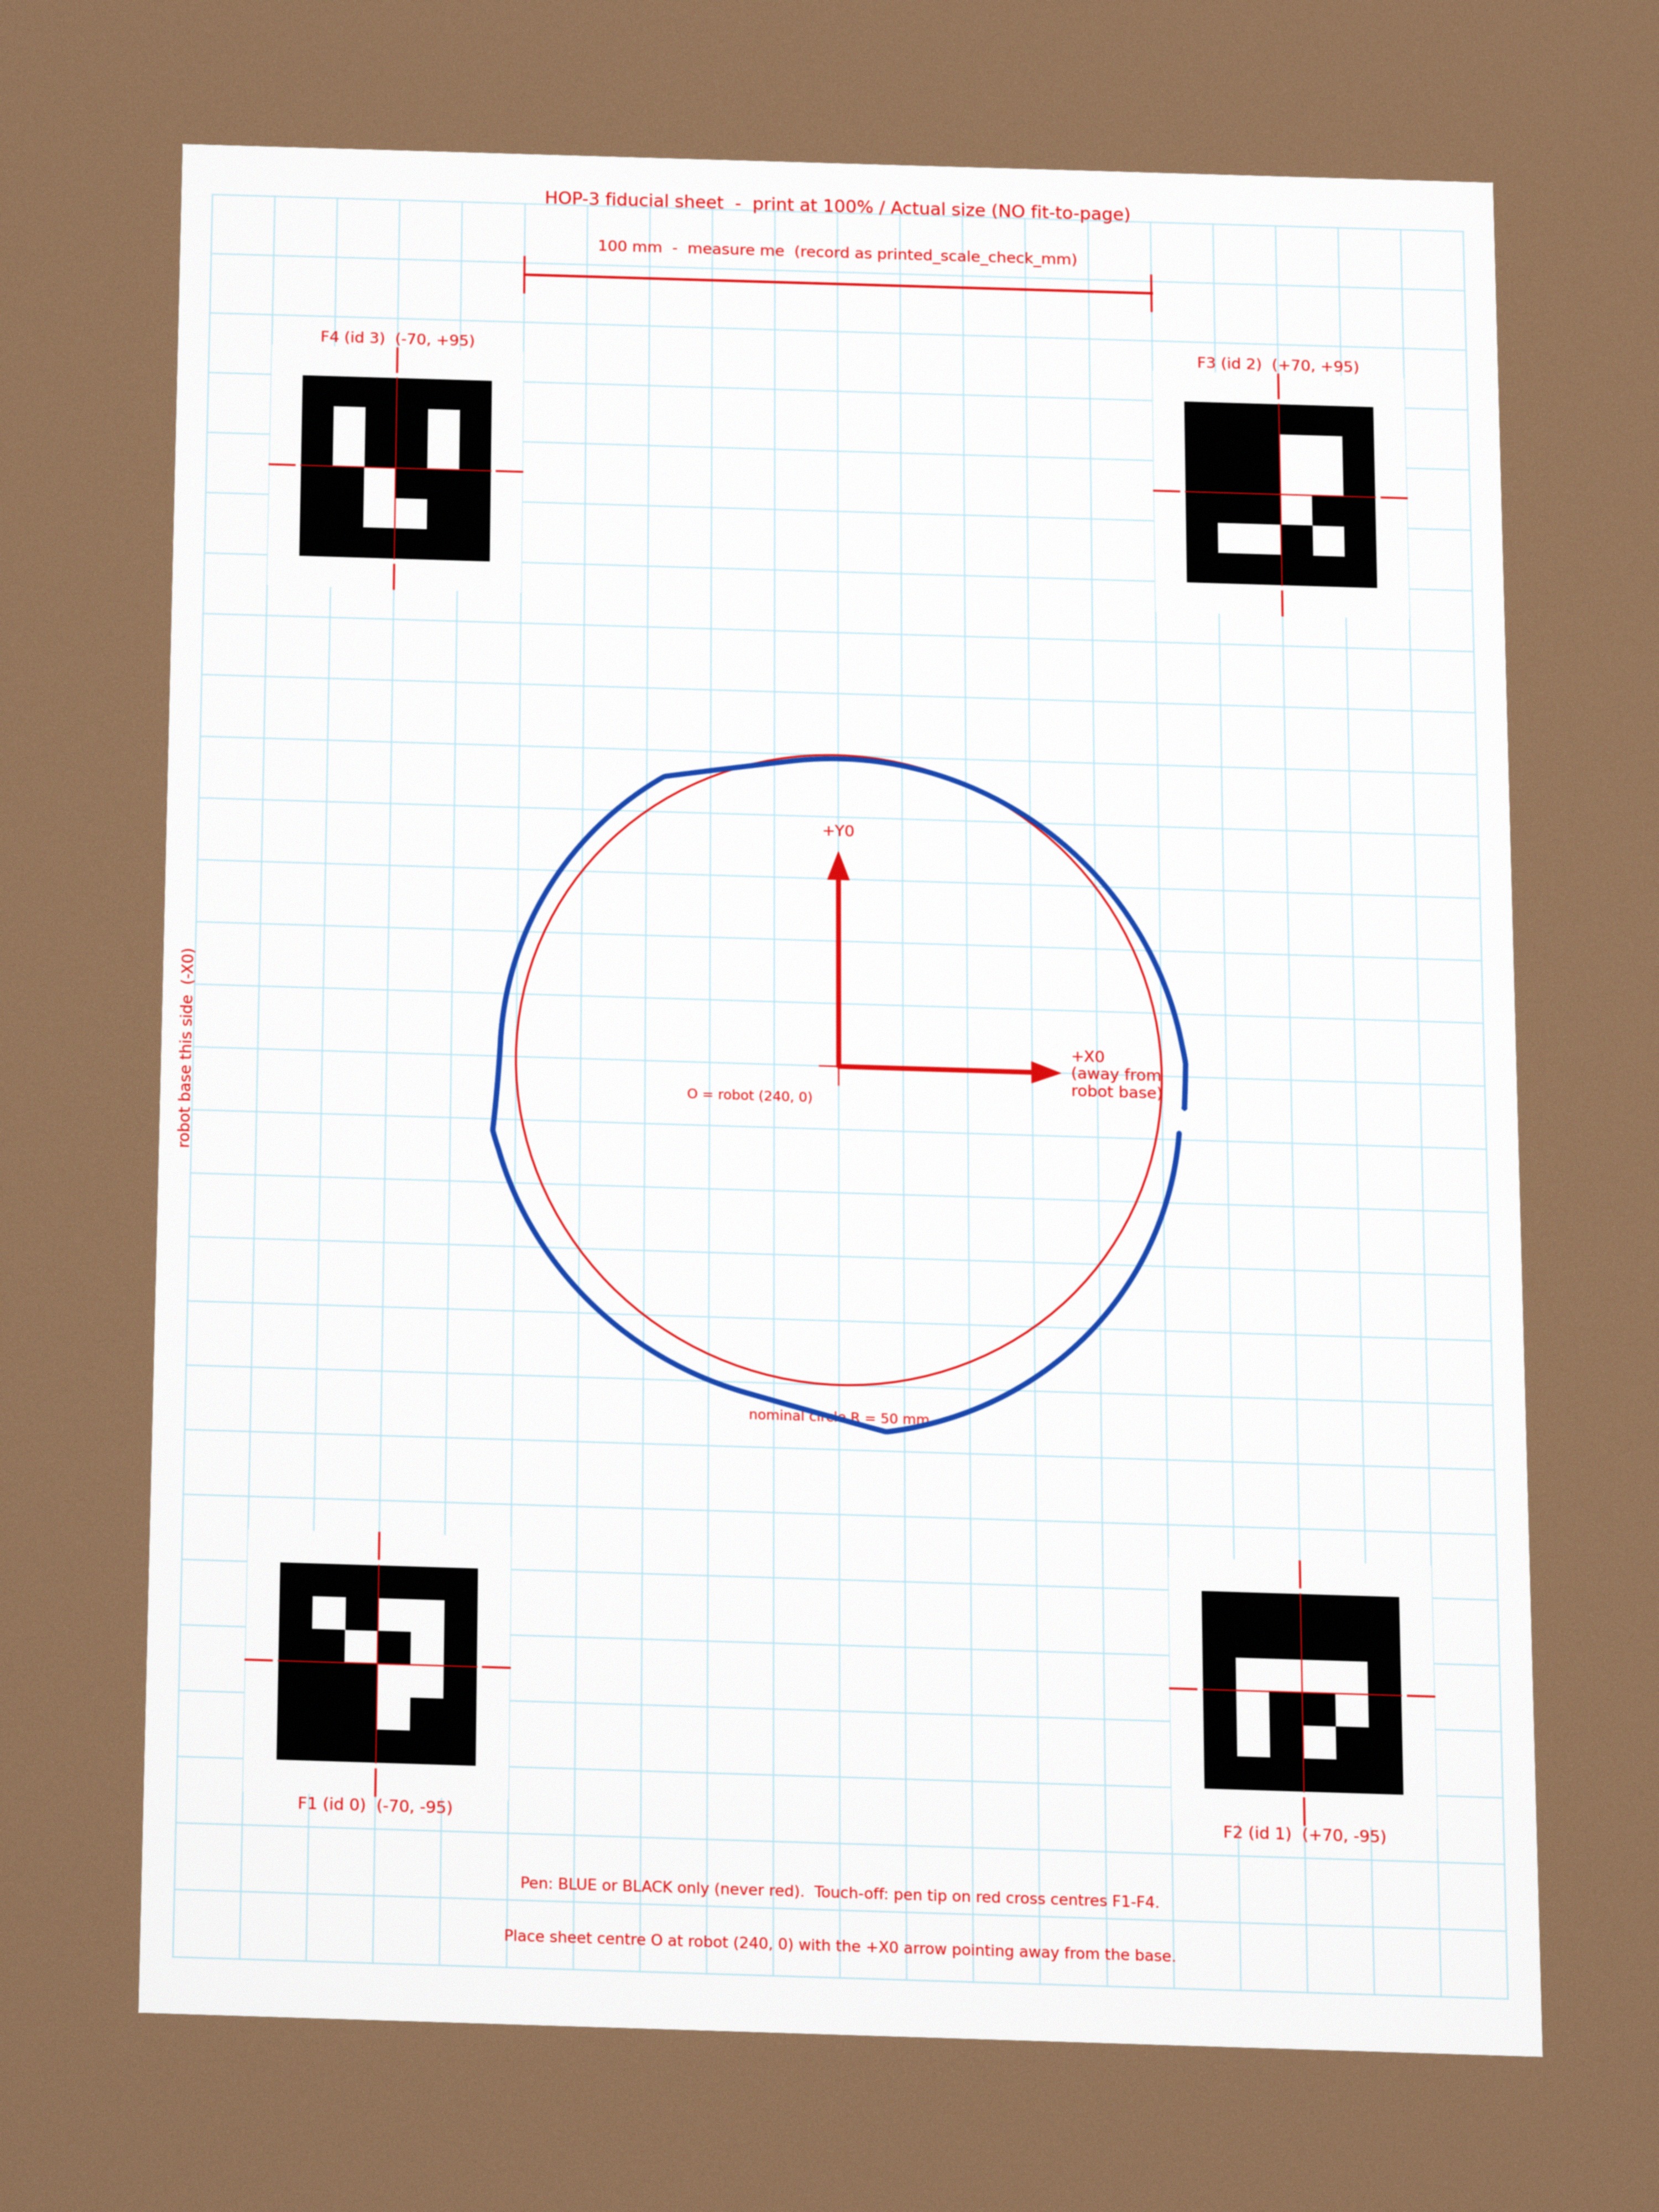 HOP-3 fiducial sheet - print at 100% / Actual size (NO fit-to-page)
100 mm - measure me (record as printed_scale_check_mm)
F4 (id 3) (-70, +95)
F3 (id 2) (+70, +95)
+Y0
+X0
(away from
robot base)
O = robot (240, 0)
robot base this side (-X0)
nominal circle R = 50 mm
F1 (id 0) (-70, -95)
F2 (id 1) (+70, -95)
Pen: BLUE or BLACK only (never red). Touch-off: pen tip on red cross centres F1-F4.
Place sheet centre O at robot (240, 0) with the +X0 arrow pointing away from the base.